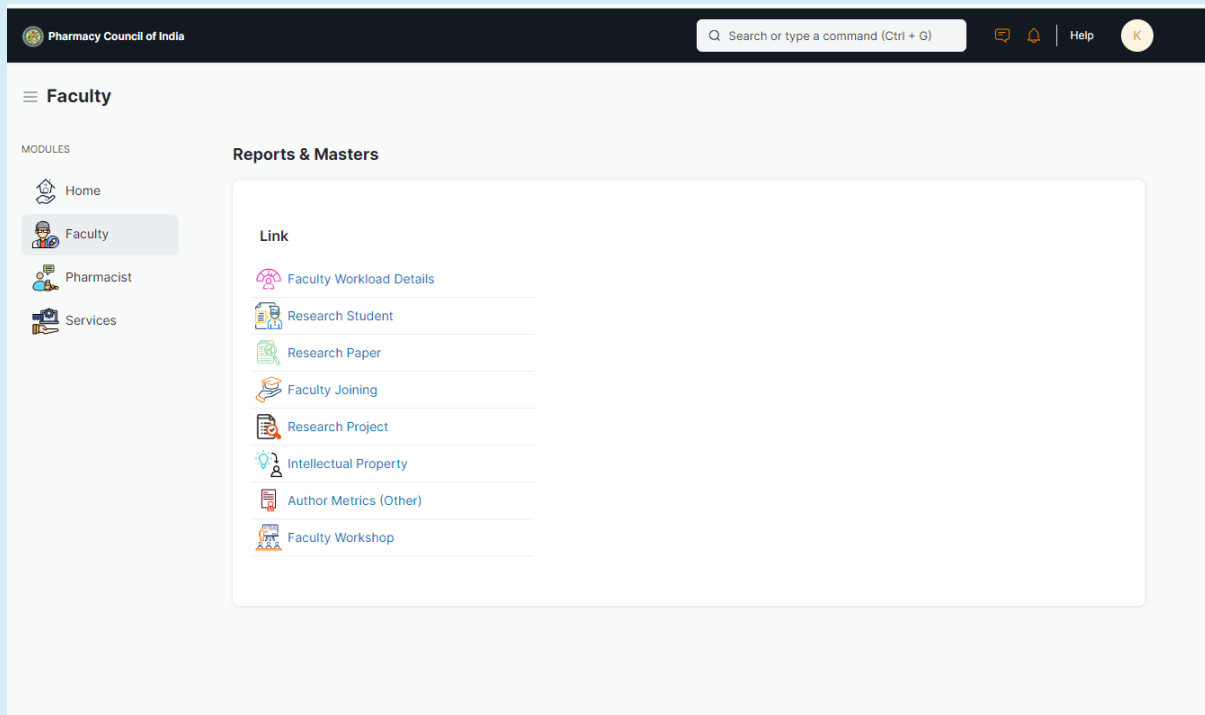 Pharmacy Council of India
Search or type a command (Ctrl + G)
Help
K
Faculty
MODULES
Home
Faculty
Pharmacist
Services
Reports & Masters
Link
Faculty Workload Details
Research Student
Research Paper
Faculty Joining
Research Project
Intellectual Property
Author Metrics (Other)
Faculty Workshop